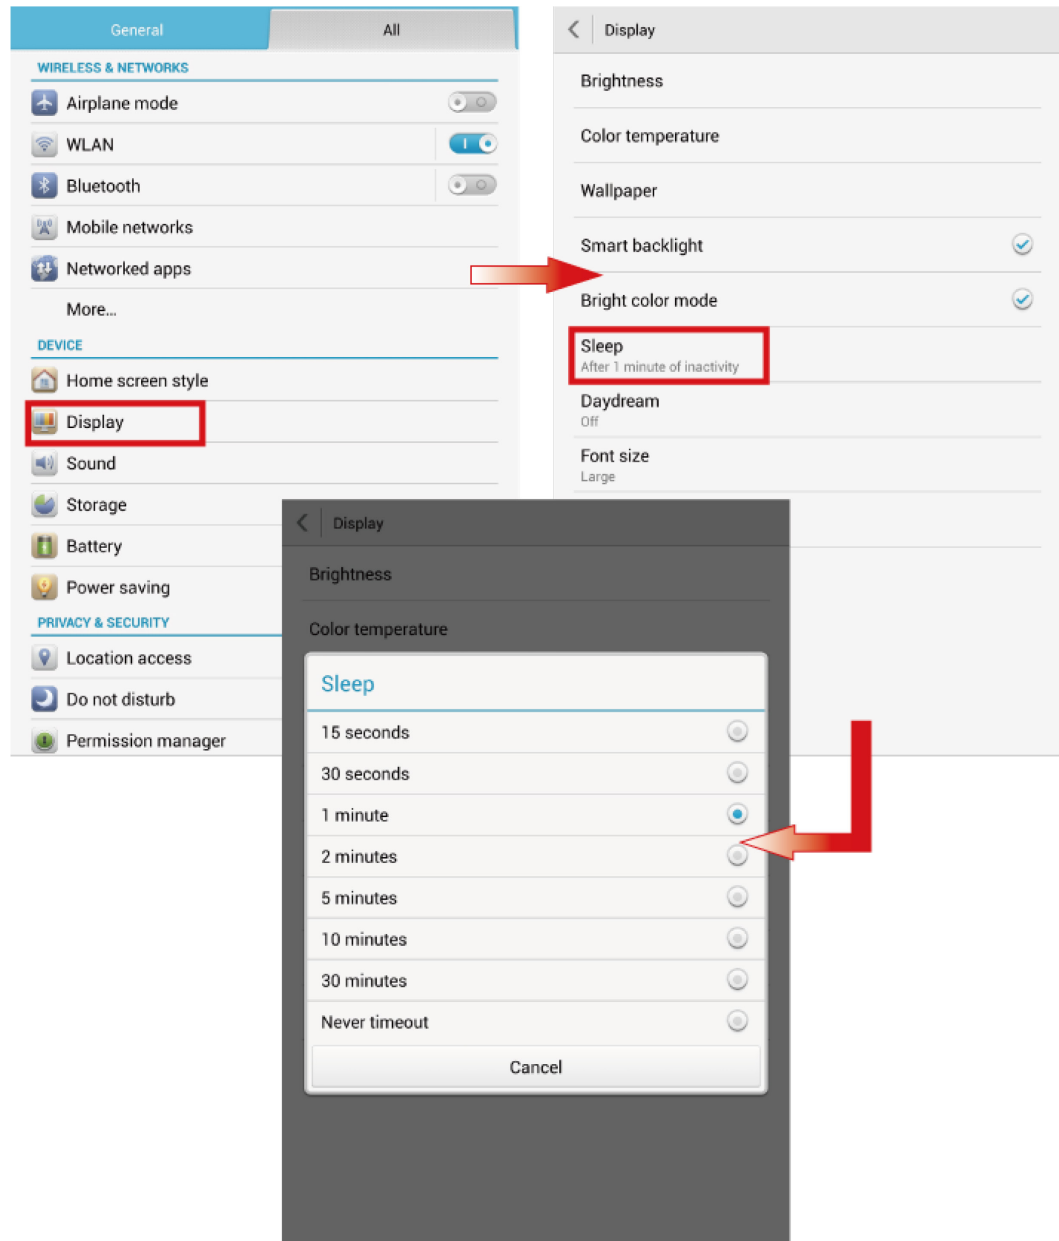 General
All
WIRELESS & NETWORKS
Airplane mode
WLAN
Bluetooth
Mobile networks
Networked apps
More...
DEVICE
Home screen style
Display
Sound
Storage
Battery
Power saving
PRIVACY & SECURITY
Location access
Do not disturb
Permission manager
Display
Brightness
Color temperature
Wallpaper
Smart backlight
Bright color mode
Sleep
After 1 minute of inactivity
Daydream
Off
Font size
Large
Display
Brightness
Color temperature
Sleep
15 seconds
30 seconds
1 minute
2 minutes
5 minutes
10 minutes
30 minutes
Never timeout
Cancel